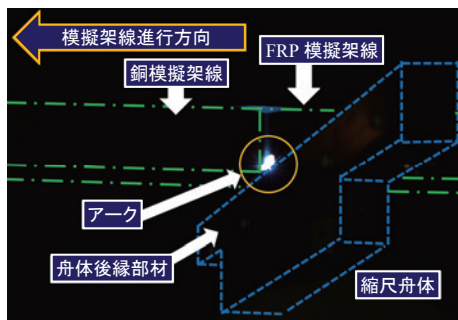 模擬架線進行方向
銅模擬架線
FRP 模擬架線
アーク
舟体後縁部材
縮尺舟体